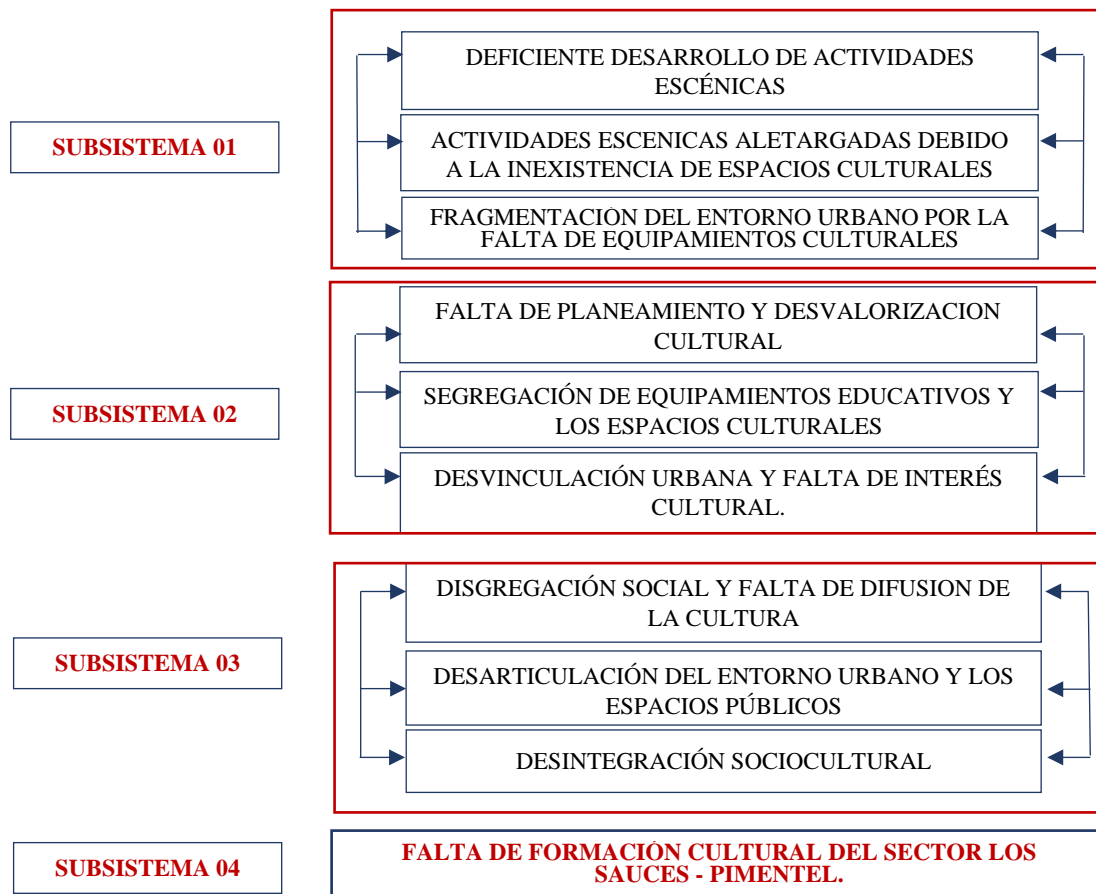 SUBSISTEMA 01
DEFICIENTE DESARROLLO DE ACTIVIDADES
ESCÉNICAS
ACTIVIDADES ESCENICAS ALETARGADAS DEBIDO
A LA INEXISTENCIA DE ESPACIOS CULTURALES
FRAGMENTACIÓN DEL ENTORNO URBANO POR LA
FALTA DE EQUIPAMIENTOS CULTURALES
SUBSISTEMA 02
FALTA DE PLANEAMIENTO Y DESVALORIZACION
CULTURAL
SEGREGACIÓN DE EQUIPAMIENTOS EDUCATIVOS Y
LOS ESPACIOS CULTURALES
DESVINCULACIÓN URBANA Y FALTA DE INTERÉS
CULTURAL.
SUBSISTEMA 03
DISGREGACIÓN SOCIAL Y FALTA DE DIFUSION DE
LA CULTURA
DESARTICULACIÓN DEL ENTORNO URBANO Y LOS
ESPACIOS PÚBLICOS
DESINTEGRACIÓN SOCIOCULTURAL
SUBSISTEMA 04
FALTA DE FORMACIÓN CULTURAL DEL SECTOR LOS
SAUCES - PIMENTEL.